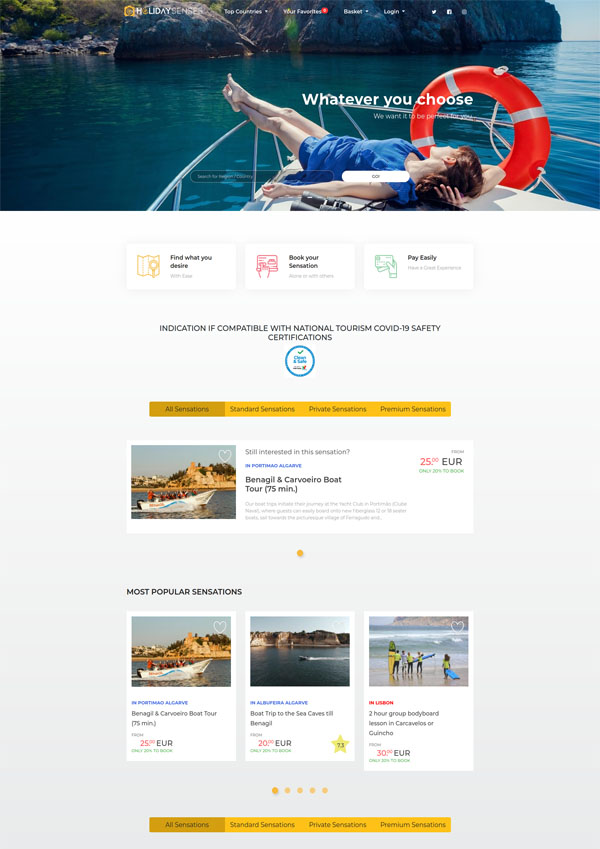 HOLIDAYSENSES Top Countries Your Favorites 0 Basket Login
Whatever you choose
We want it to be perfect for you.
Search for Region / Country
GO!
Find what you
desire
With Ease
Book your
Sensation
Alone or with others
Pay Easily
Have a Great Experience
INDICATION IF COMPATIBLE WITH NATIONAL TOURISM COVID-19 SAFETY
CERTIFICATIONS
Clean
& Safe
All Sensations Standard Sensations Private Sensations Premium Sensations
Still interested in this sensation?
IN PORTIMAO ALGARVE
Benagil & Carvoeiro Boat
Tour (75 min.)
Our boat trips initiate their journey at the Yacht Club in Portimão (Clube
Naval), where guests can easily board onto new fiberglass 12 or 18 seater
boats, sail towards the picturesque village of Ferragudo and...
FROM
25.00 EUR
ONLY 20% TO BOOK
MOST POPULAR SENSATIONS
IN PORTIMAO ALGARVE
Benagil & Carvoeiro Boat Tour
(75 min.)
FROM
25.00 EUR
ONLY 20% TO BOOK
IN ALBUFEIRA ALGARVE
Boat Trip to the Sea Caves till
Benagil
FROM
20.00 EUR
ONLY 20% TO BOOK
7.3
IN LISBON
2 hour group bodyboard
lesson in Carcavelos or
Guincho
FROM
30.00 EUR
ONLY 30% TO BOOK
All Sensations Standard Sensations Private Sensations Premium Sensations